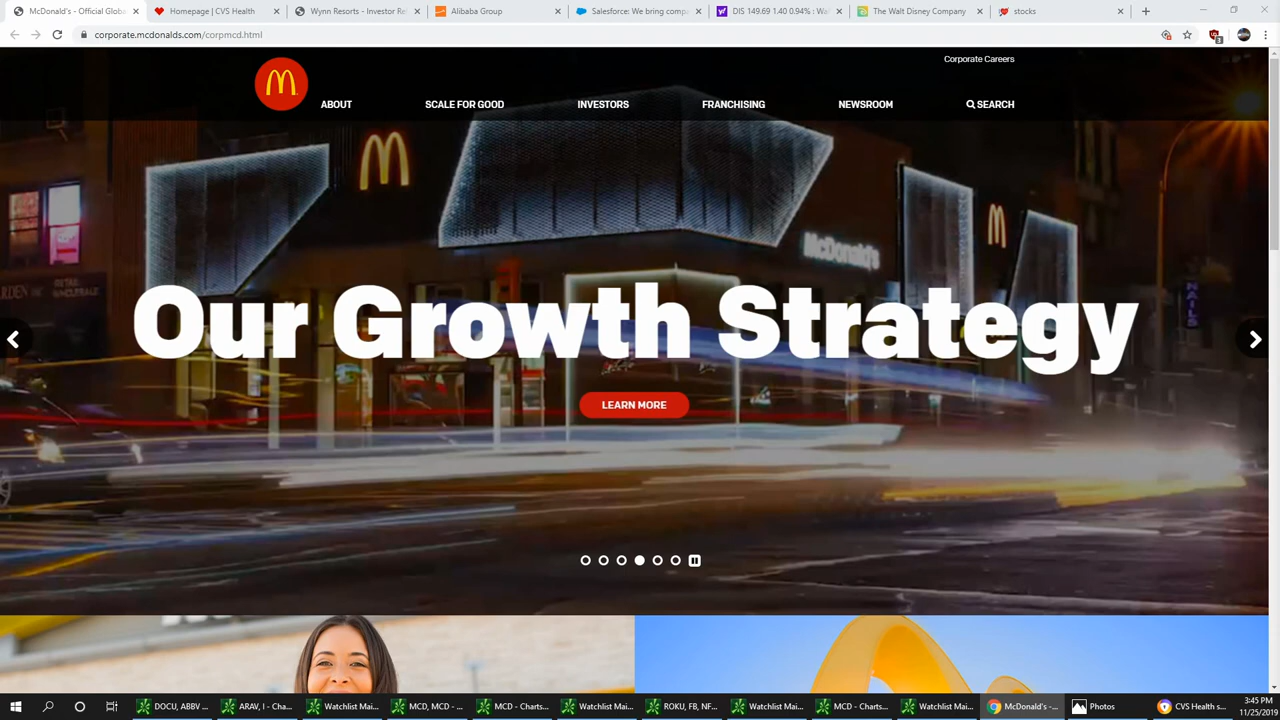 McDonald's - Official Globa
Homepage | CVS Health
Wynn Resorts - Investor Re
Alibaba Group
Salesforce: We bring compa
DIS 149.69 1.40 0.94% : Wa
The Walt Disney Company
stocks
corporate.mcdonalds.com/corpmcd.html
3
Corporate Careers
ABOUT
SCALE FOR GOOD
INVESTORS
FRANCHISING
NEWSROOM
SEARCH
McDonald's
NAILS
Our Growth Strategy
LEARN MORE
DOCU, ABBV ...
ARAV, I - Cha...
Watchlist Mai...
MCD, MCD - ...
MCD - Charts...
Watchlist Mai...
ROKU, FB, NF...
Watchlist Mai...
MCD - Charts...
Watchlist Mai...
McDonald's -...
Photos
CVS Health s...
3:45 PM
11/25/2019